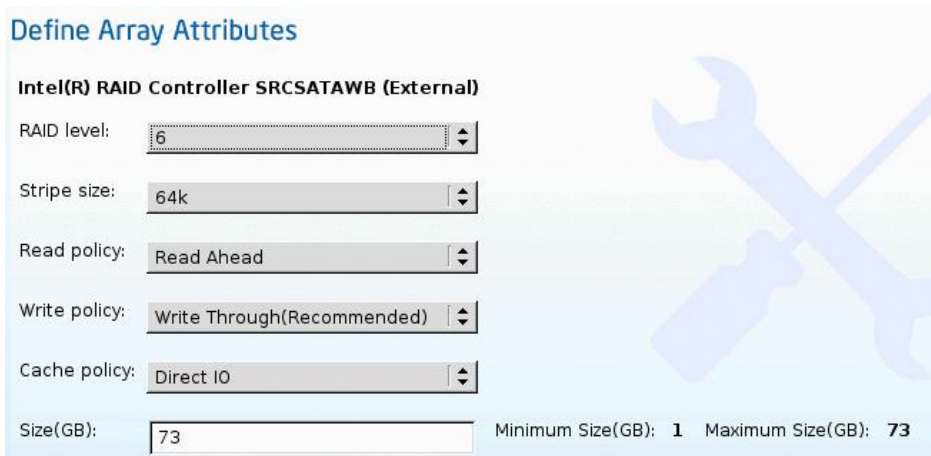 Define Array Attributes
Intel(R) RAID Controller SRCSATAWB (External)
RAID level: 6
Stripe size: 64k
Read policy: Read Ahead
Write policy: Write Through(Recommended)
Cache policy: Direct IO
Size(GB): 73 Minimum Size(GB): 1 Maximum Size(GB): 73